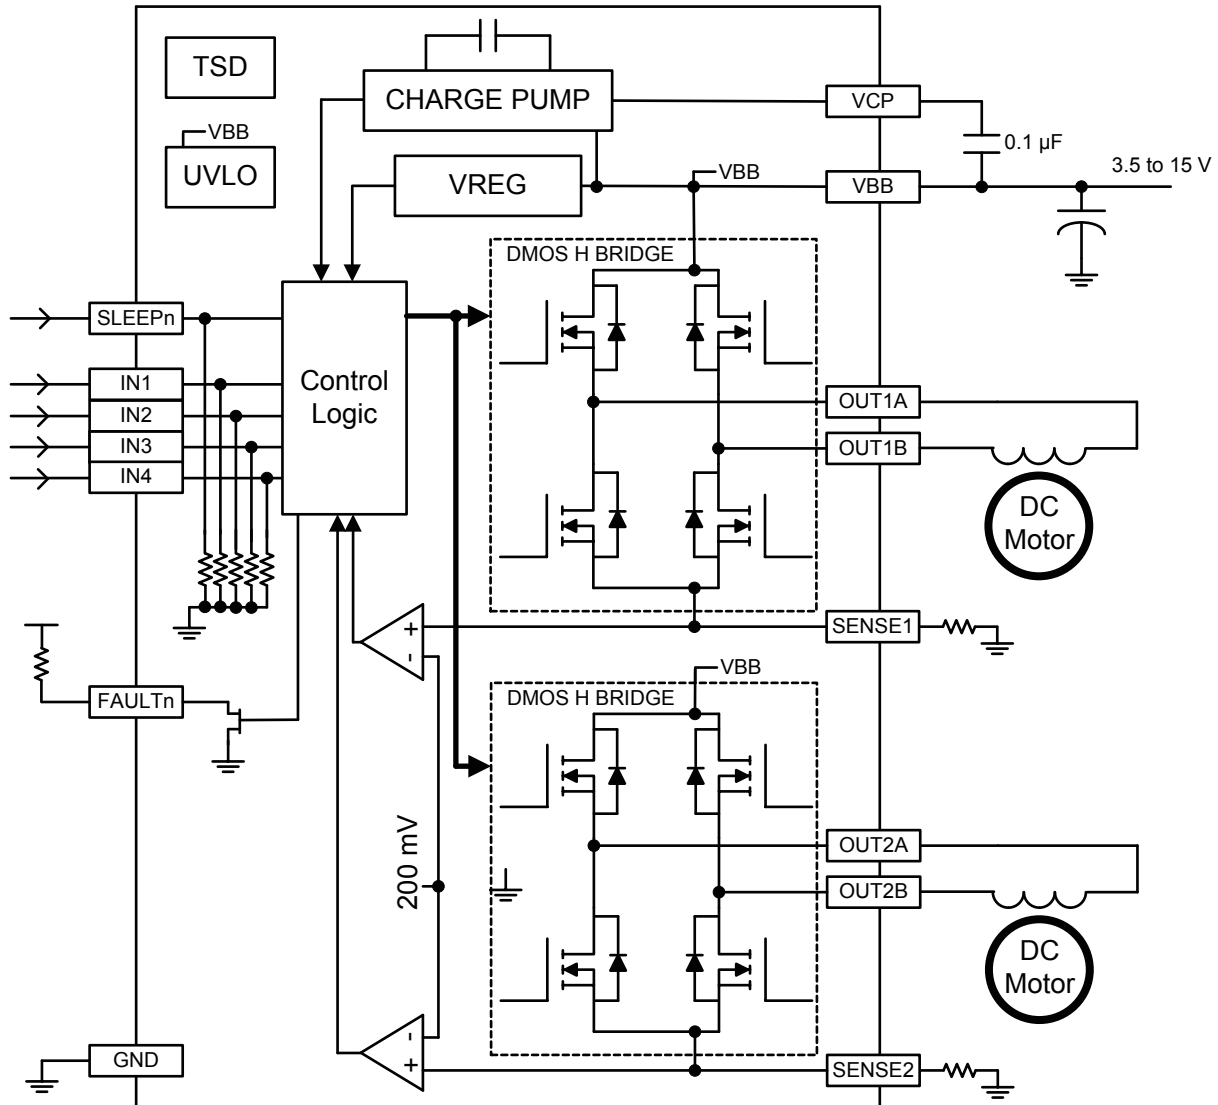 TSD
CHARGE PUMP
VCP
VBB
UVLO
0.1 µF
VREG
VBB
VBB
3.5 to 15 V
DMOS H BRIDGE
SLEEPn
IN1
IN2
IN3
IN4
Control
Logic
OUT1A
OUT1B
DC
Motor
+
-
SENSE1
FAULTn
VBB
DMOS H BRIDGE
200 mV
OUT2A
OUT2B
DC
Motor
-
+
GND
SENSE2